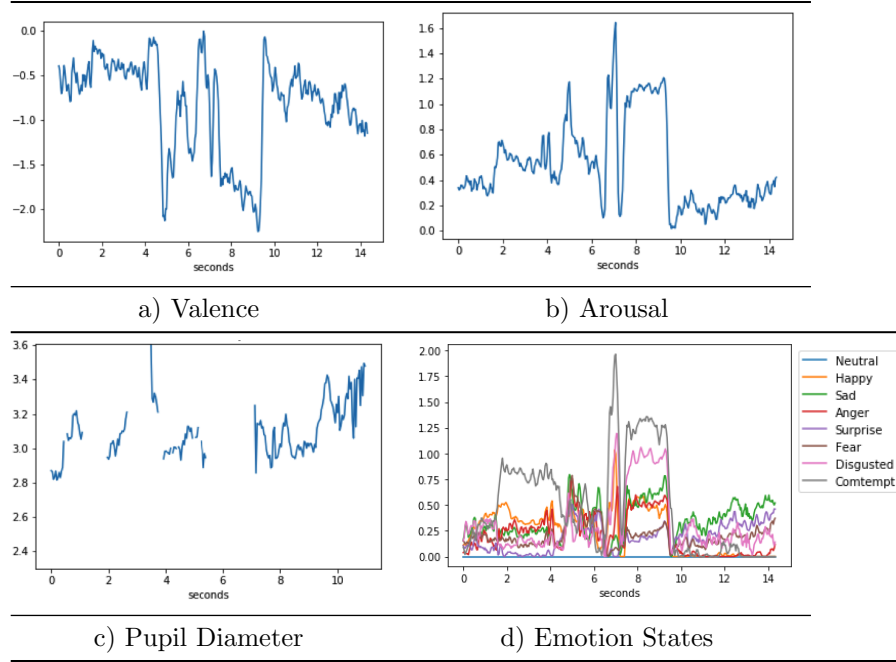 0.0
−0.5
−1.0
−1.5
−2.0
0 2 4 6 8 10 12 14
seconds
1.6
1.4
1.2
1.0
0.8
0.6
0.4
0.2
0.0
0 2 4 6 8 10 12 14
seconds
a) Valence
b) Arousal
3.6
3.4
3.2
3.0
2.8
2.6
2.4
0 2 4 6 8 10
seconds
2.00
1.75
1.50
1.25
1.00
0.75
0.50
0.25
0.00
0 2 4 6 8 10 12 14
seconds
Neutral
Happy
Sad
Anger
Surprise
Fear
Disgusted
Comtempt
c) Pupil Diameter
d) Emotion States